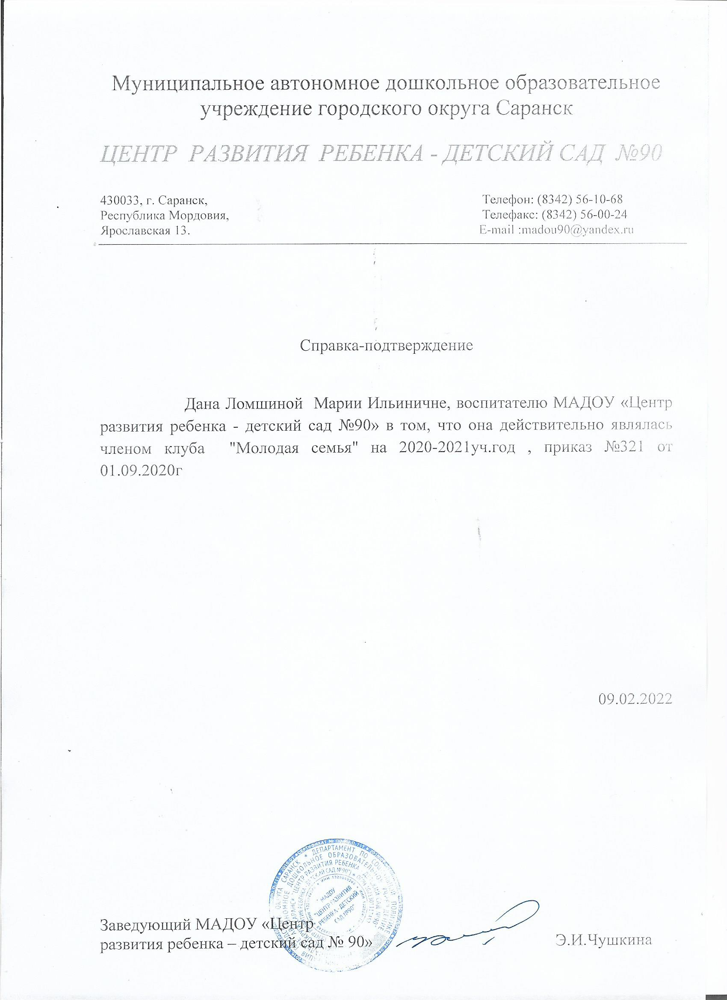 Муниципальное автономное дошкольное образовательное
учреждение городского округа Саранск
ЦЕНТР РАЗВИТИЯ РЕБЕНКА - ДЕТСКИЙ САД №90
430033, г. Саранск,
Республика Мордовия,
Ярославская 13.
Телефон: (8342) 56-10-68
Телефакс: (8342) 56-00-24
E-mail :madou90@yandex.ru
Справка-подтверждение
Дана Ломшиной Марии Ильиничне, воспитателю МАДОУ «Центр
развития ребенка - детский сад №90» в том, что она действительно являлась
членом клуба "Молодая семья" на 2020-2021уч.год , приказ №321 от
01.09.2020г
09.02.2022
МАДОУ
"ЦЕНТР РАЗВИТИЯ
РЕБЕНКА - ДЕТСКИЙ
САД №90"
Заведующий МАДОУ «Центр
развития ребенка – детский сад № 90»
Э.И.Чушкина